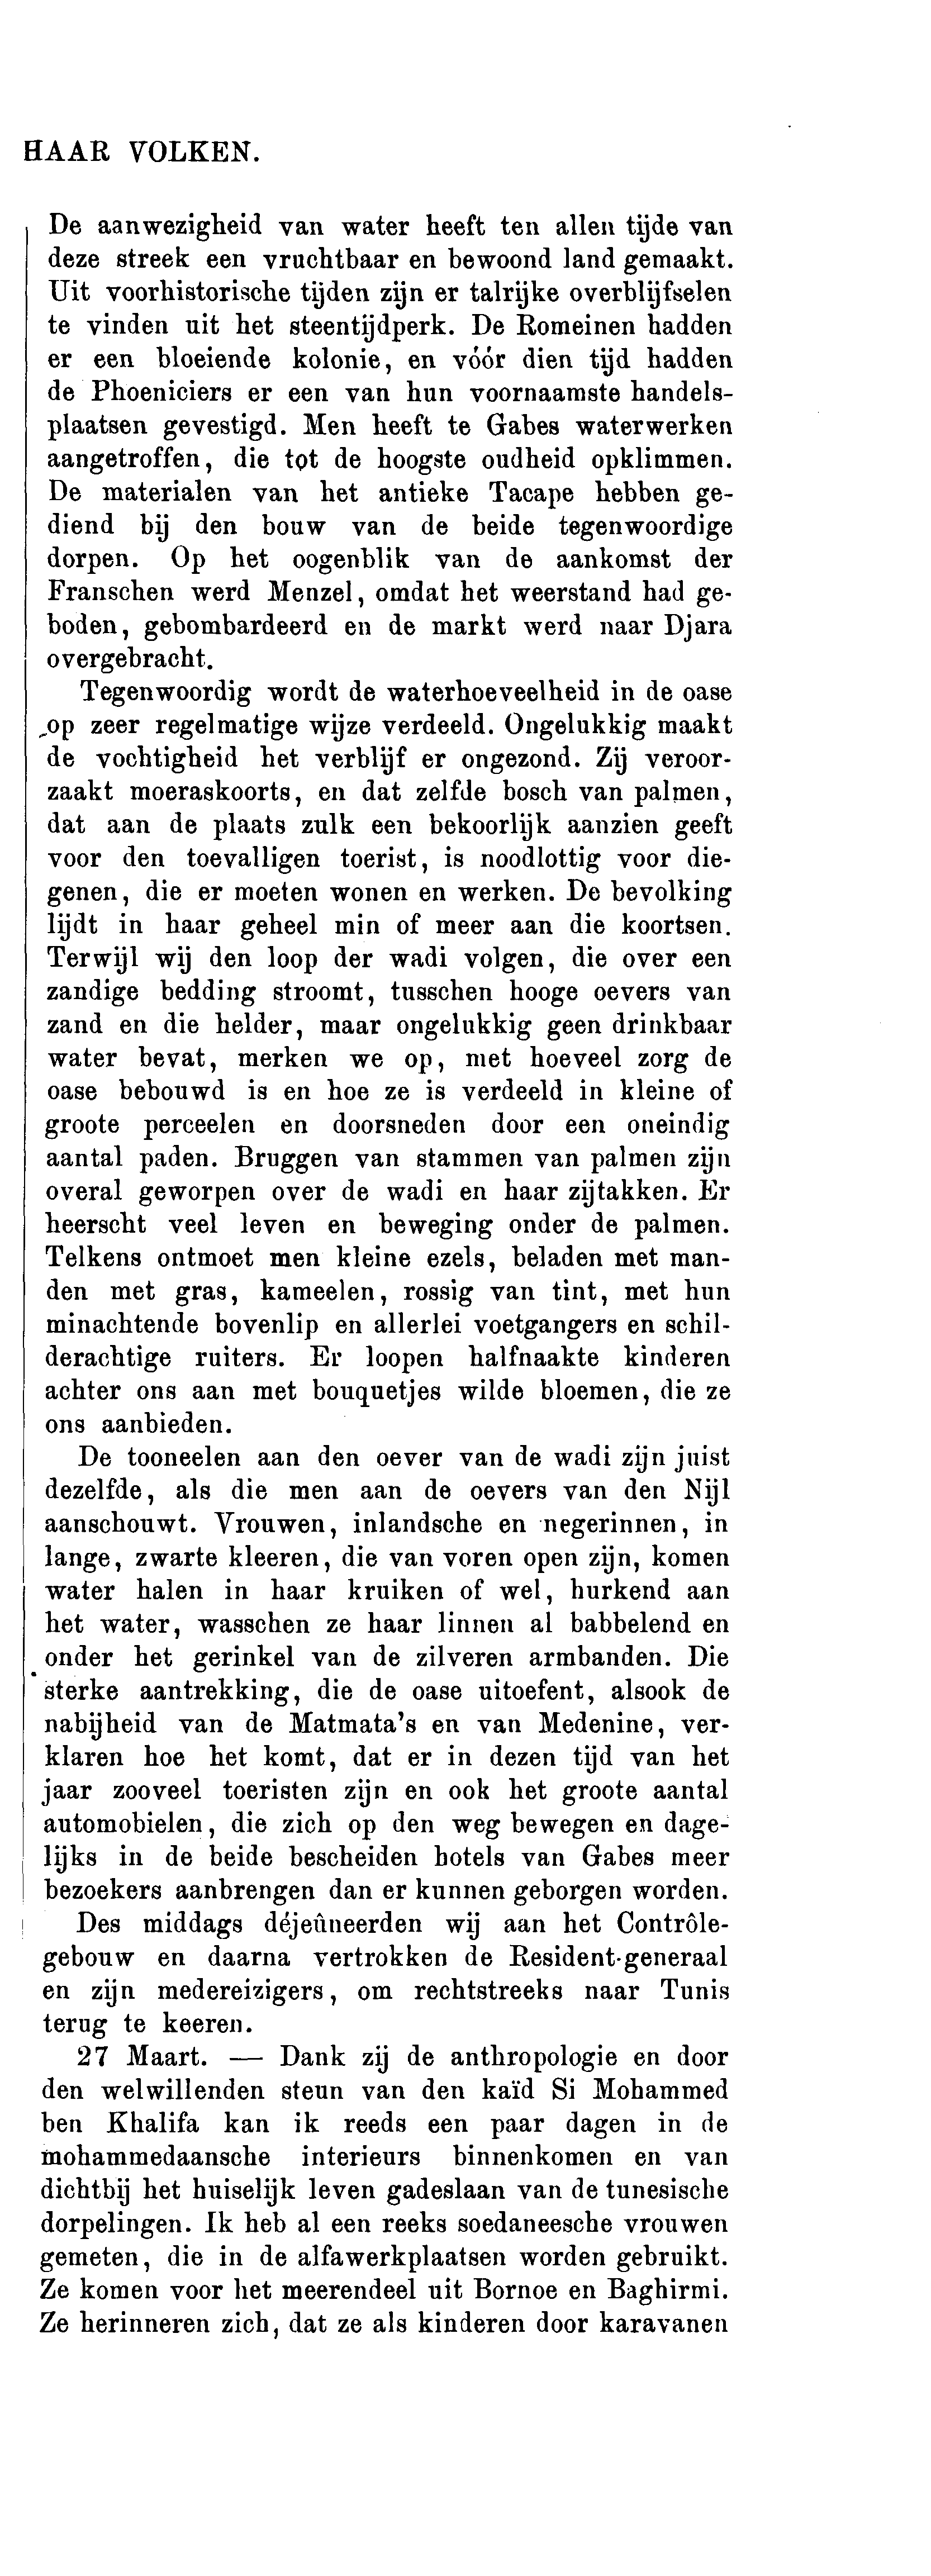 HAAR VOLKEN.
De aanwezigheid van water heeft ten allen tijde van
deze streek een vruchtbaar en bewoond land gemaakt.
Uit voorhistorische tijden zijn er talrijke overblijfselen
te vinden uit het steentijdperk. De Romeinen hadden
er een bloeiende kolonie, en vóór dien tijd hadden
de Phoeniciers er een van hun voornaamste handels-
plaatsen gevestigd. Men heeft te Gabes waterwerken
aangetroffen, die tot de hoogste oudheid opklimmen.
De materialen van het antieke Tacape hebben ge-
diend bij den bouw van de beide tegenwoordige
dorpen. Op het oogenblik van de aankomst der
Franschen werd Menzel, omdat het weerstand had ge-
boden, gebombardeerd en de markt werd naar Djara
overgebracht.
Tegenwoordig wordt de waterhoeveelheid in de oase
op zeer regelmatige wijze verdeeld. Ongelukkig maakt
de vochtigheid het verblijf er ongezond. Zij veroor-
zaakt moeraskoorts, en dat zelfde bosch van palmen,
dat aan de plaats zulk een bekoorlijk aanzien geeft
voor den toevalligen toerist, is noodlottig voor die-
genen, die er moeten wonen en werken. De bevolking
lijdt in haar geheel min of meer aan die koortsen.
Terwijl wij den loop der wadi volgen, die over een
zandige bedding stroomt, tusschen hooge oevers van
zand en die helder, maar ongelukkig geen drinkbaar
water bevat, merken we op, met hoeveel zorg de
oase bebouwd is en hoe ze is verdeeld in kleine of
groote perceelen en doorsneden door een oneindig
aantal paden. Bruggen van stammen van palmen zijn
overal geworpen over de wadi en haar zijtakken. Er
heerscht veel leven en beweging onder de palmen.
Telkens ontmoet men kleine ezels, beladen met man-
den met gras, kameelen, rossig van tint, met hun
minachtende bovenlip en allerlei voetgangers en schil-
derachtige ruiters. Er loopen halfnaakte kinderen
achter ons aan met bouquetjes wilde bloemen, die ze
ons aanbieden.
De tooneelen aan den oever van de wadi zijn juist
dezelfde, als die men aan de oevers van den Nijl
aanschouwt. Vrouwen, inlandsche en negerinnen, in
lange, zwarte kleeren, die van voren open zijn, komen
water halen in haar kruiken of wel, hurkend aan
het water, wasschen ze haar linnen al babbelend en
onder het gerinkel van de zilveren armbanden. Die
sterke aantrekking, die de oase uitoefent, alsook de
nabijheid van de Matmata's en van Medenine, ver-
klaren hoe het komt, dat er in dezen tijd van het
jaar zooveel toeristen zijn en ook het groote aantal
automobielen, die zich op den weg bewegen en dage-
lijks in de beide bescheiden hotels van Gabes meer
bezoekers aanbrengen dan er kunnen geborgen worden.
Des middags déjeûneerden wij aan het Contrôle-
gebouw en daarna vertrokken de Resident-generaal
en zijn medereizigers, om rechtstreeks naar Tunis
terug te keeren.
27 Maart. — Dank zij de anthropologie en door
den welwillenden steun van den kaïd Si Mohammed
ben Khalifa kan ik reeds een paar dagen in de
mohammedaansche interieurs binnenkomen en van
dichtbij het huiselijk leven gadeslaan van de tunesische
dorpelingen. Ik heb al een reeks soedaneesche vrouwen
gemeten, die in de alfawerkplaatsen worden gebruikt.
Ze komen voor het meerendeel uit Bornoe en Baghirmi.
Ze herinneren zich, dat ze als kinderen door karavanen